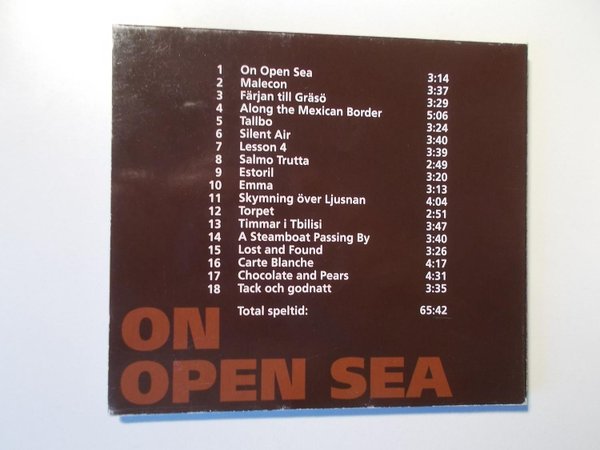 1 On Open Sea 3:14
2 Malecon 3:37
3 Färjan till Gräsö 3:29
4 Along the Mexican Border 5:06
5 Tallbo 3:24
6 Silent Air 3:40
7 Lesson 4 3:39
8 Salmo Trutta 2:49
9 Estoril 3:20
10 Emma 3:13
11 Skymning över Ljusnan 4:04
12 Torpet 2:51
13 Timmar i Tbilisi 3:47
14 A Steamboat Passing By 3:40
15 Lost and Found 3:26
16 Carte Blanche 4:17
17 Chocolate and Pears 4:31
18 Tack och godnatt 3:35
Total speltid: 65:42
ON
OPEN SEA